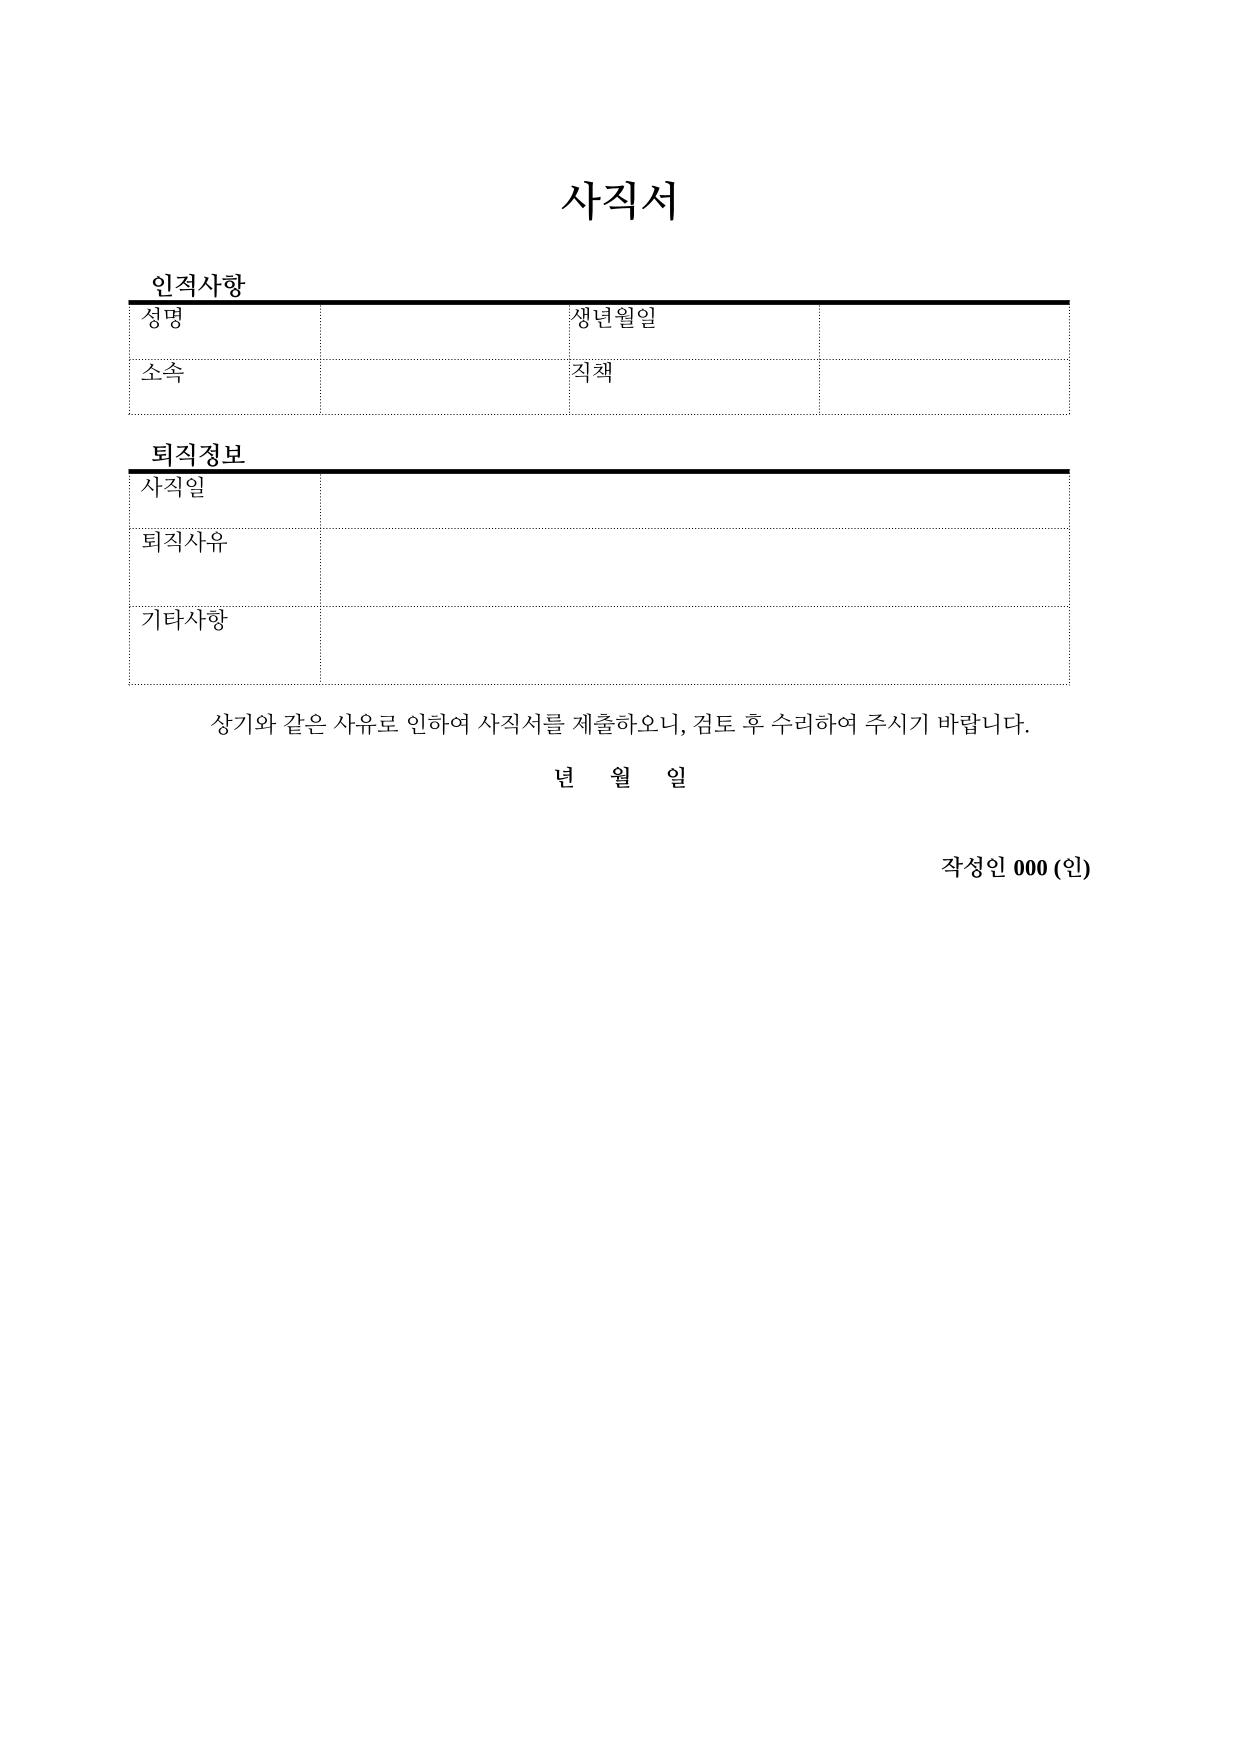 사직서
인적사항
성명 생년월일
소속 직책
퇴직정보
사직일
퇴직사유
기타사항
상기와 같은 사유로 인하여 사직서를 제출하오니, 검토 후 수리하여 주시기 바랍니다.
년 월 일
작성인 000 (인)